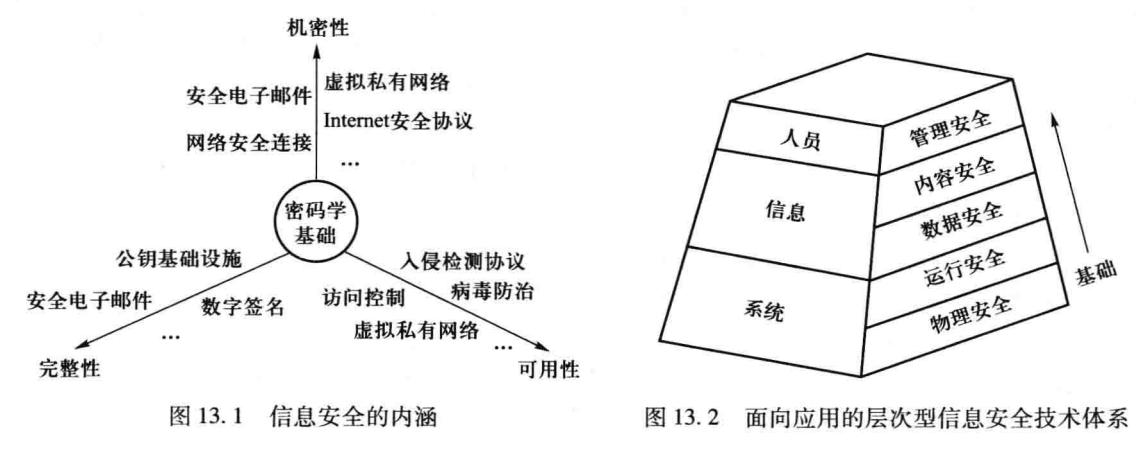 机密性
安全电子邮件
虚拟私有网络
网络安全连接
Internet安全协议
…
密码学
基础
公钥基础设施
安全电子邮件
数字签名
…
完整性
入侵检测协议
访问控制
病毒防治
虚拟私有网络
…
可用性
图 13.1 信息安全的内涵
人员
信息
系统
管理安全
内容安全
数据安全
运行安全
物理安全
基础
图 13.2 面向应用的层次型信息安全技术体系